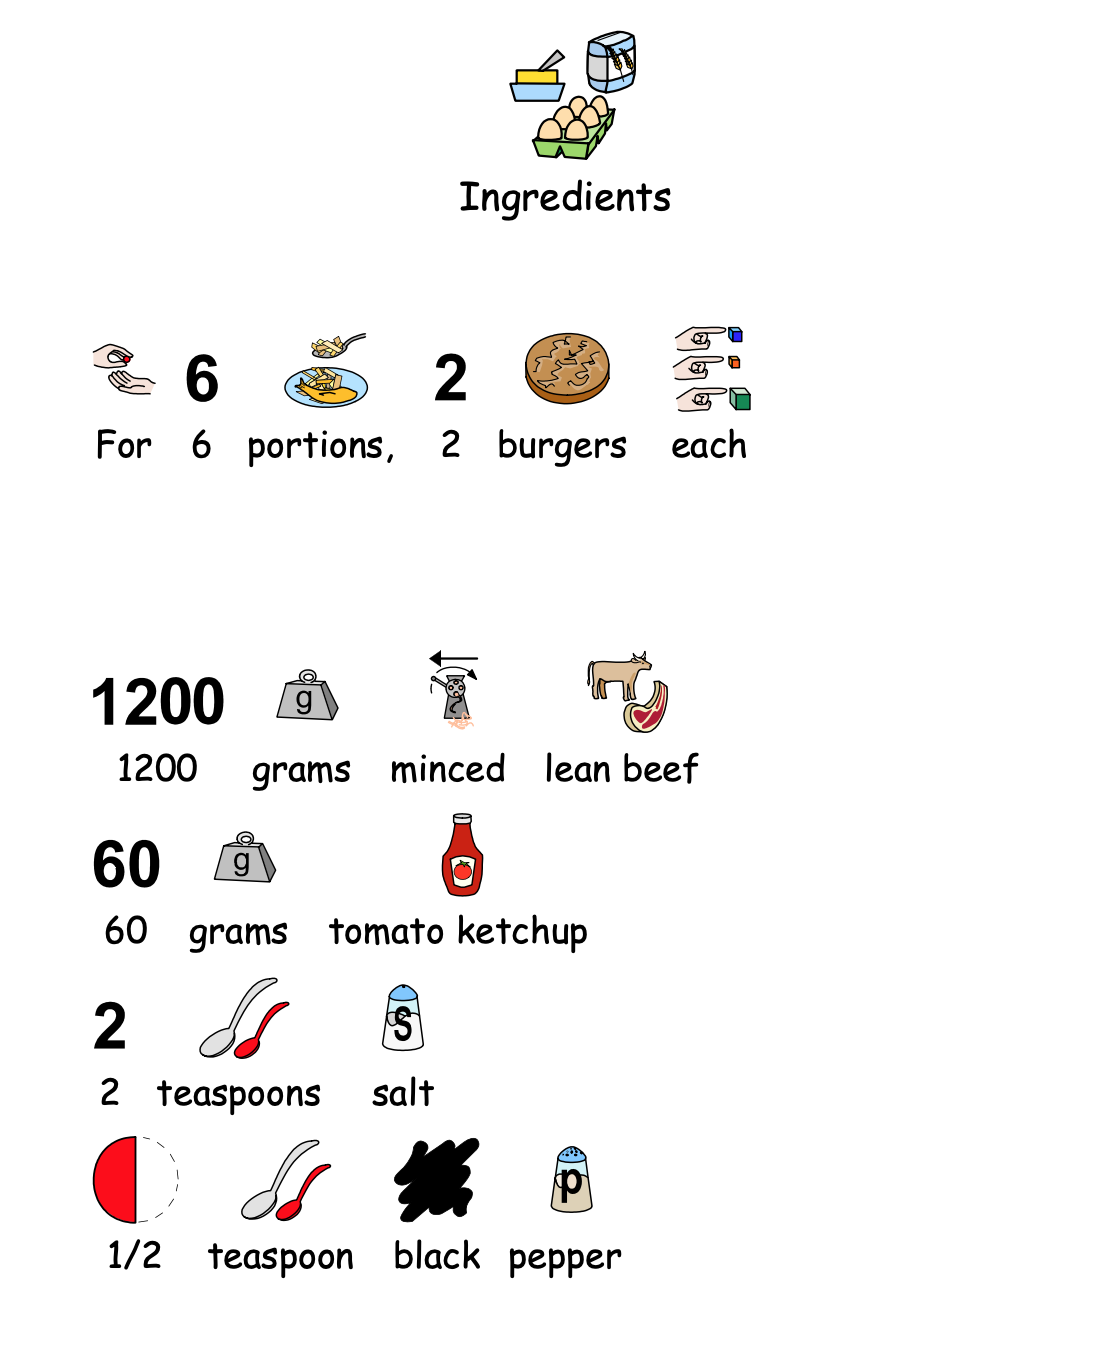 Ingredients
6 2
For 6 portions, 2 burgers each
1200 g
1200 grams minced lean beef
60 g
60 grams tomato ketchup
2 s
2 teaspoons salt
p
1/2 teaspoon black pepper